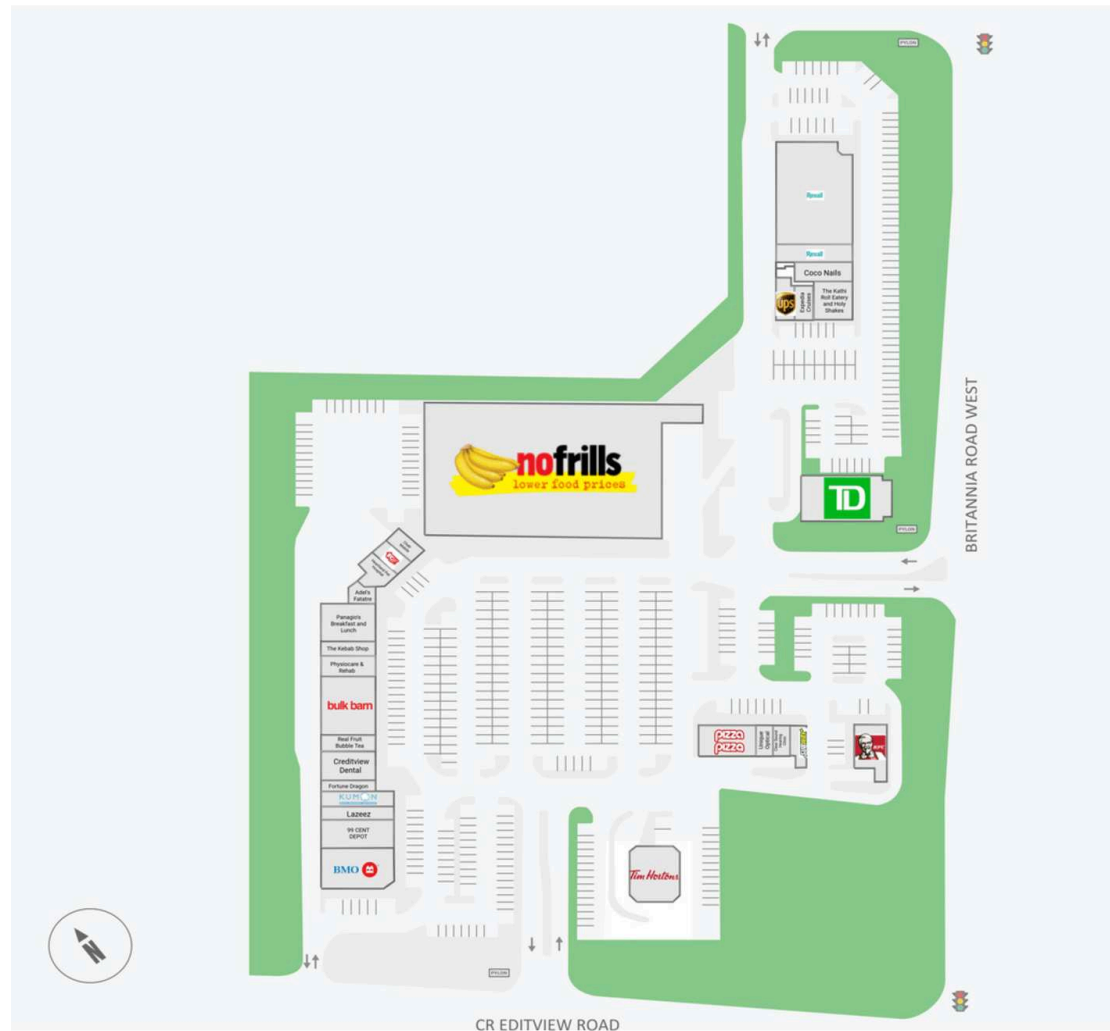 PYLON
Rexall
Rexall
Coco Nails
ups
Expedia
Cruises
The Kathi
Roll Eatery
and Holy
Shakes
BRITANNIA ROAD WEST
nofrills
lower food prices
TD
PYLON
Adel's
Fatatre
Panagio's
Breakfast and
Lunch
The Kebab Shop
Physiocare &
Rehab
bulk barn
Real Fruit
Bubble Tea
Creditview
Dental
Fortune Dragon
KUMON
Lazeez
99 CENT
DEPOT
BMO
pizza
pizza
Unique
Optical
SUBWAY
KFC
Tim Hortons
N
PYLON
CR EDITVIEW ROAD